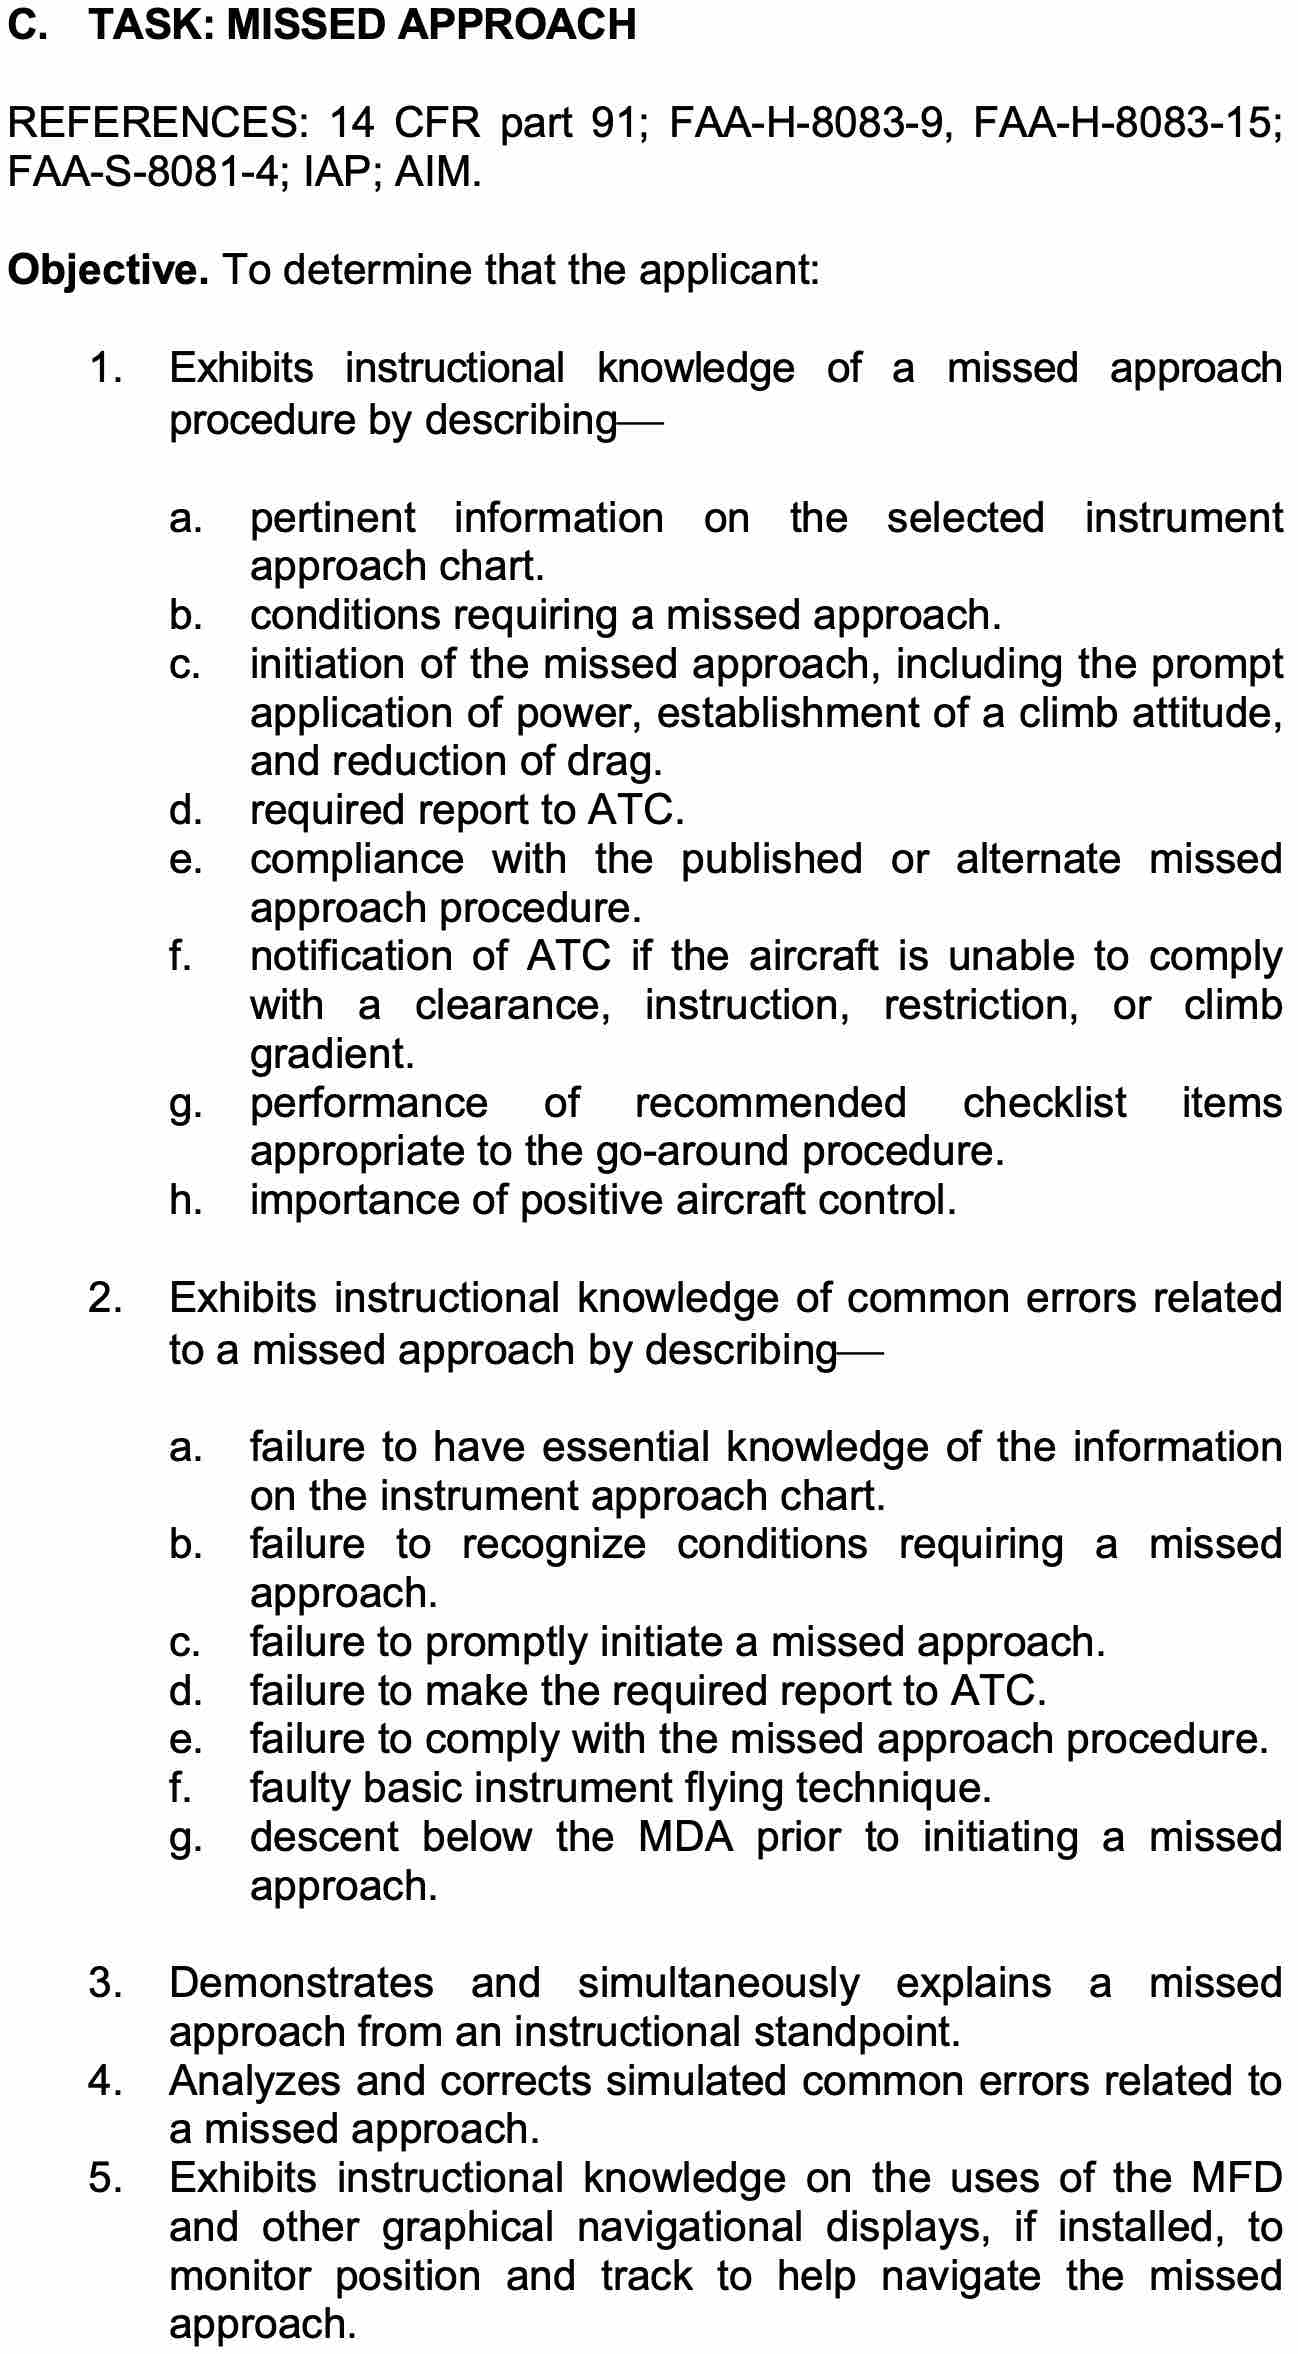 C. TASK: MISSED APPROACH
REFERENCES: 14 CFR part 91; FAA-H-8083-9, FAA-H-8083-15;
FAA-S-8081-4; IAP; AIM.
Objective. To determine that the applicant:
1. Exhibits instructional knowledge of a missed approach
procedure by describing—
a. pertinent information on the selected instrument
approach chart.
b. conditions requiring a missed approach.
c. initiation of the missed approach, including the prompt
application of power, establishment of a climb attitude,
and reduction of drag.
d. required report to ATC.
e. compliance with the published or alternate missed
approach procedure.
f. notification of ATC if the aircraft is unable to comply
with a clearance, instruction, restriction, or climb
gradient.
g. performance of recommended checklist items
appropriate to the go-around procedure.
h. importance of positive aircraft control.
2. Exhibits instructional knowledge of common errors related
to a missed approach by describing—
a. failure to have essential knowledge of the information
on the instrument approach chart.
b. failure to recognize conditions requiring a missed
approach.
c. failure to promptly initiate a missed approach.
d. failure to make the required report to ATC.
e. failure to comply with the missed approach procedure.
f. faulty basic instrument flying technique.
g. descent below the MDA prior to initiating a missed
approach.
3. Demonstrates and simultaneously explains a missed
approach from an instructional standpoint.
4. Analyzes and corrects simulated common errors related to
a missed approach.
5. Exhibits instructional knowledge on the uses of the MFD
and other graphical navigational displays, if installed, to
monitor position and track to help navigate the missed
approach.